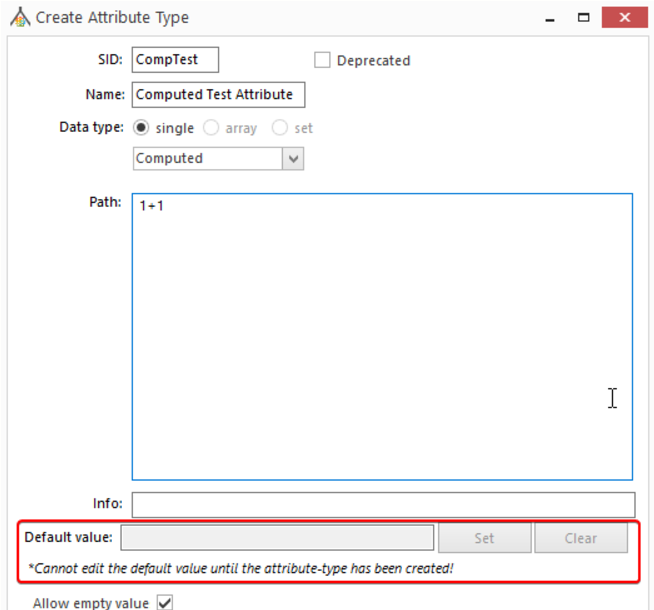 Create Attribute Type
SID: CompTest Deprecated
Name: Computed Test Attribute
Data type: single array set
Computed
Path: 1+1
Info:
Default value: Set Clear
*Cannot edit the default value until the attribute-type has been created!
Allow empty value